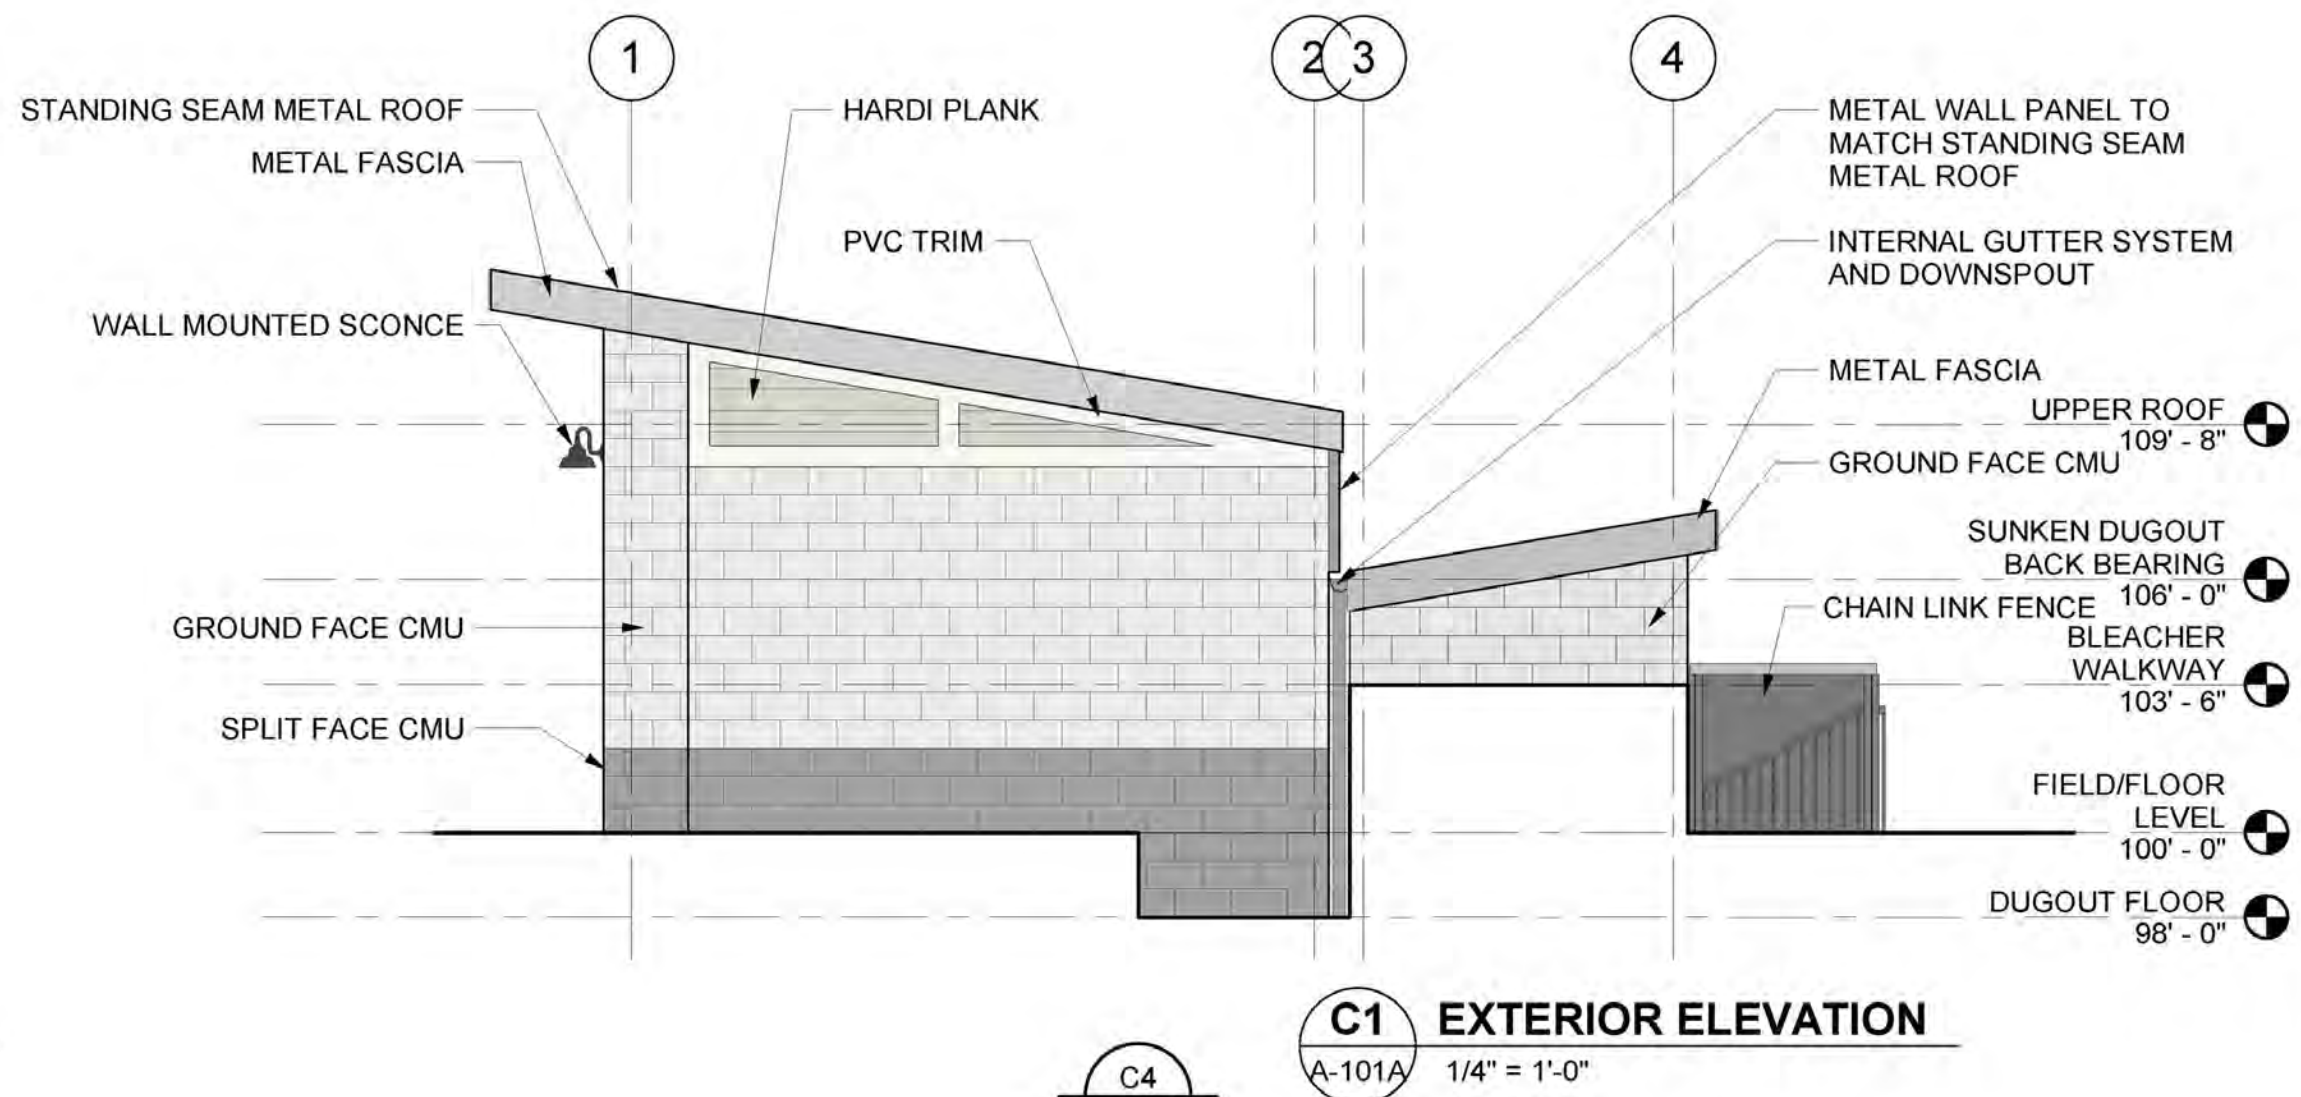 1
2
3
4
STANDING SEAM METAL ROOF
METAL FASCIA
WALL MOUNTED SCONCE
GROUND FACE CMU
SPLIT FACE CMU
HARDI PLANK
PVC TRIM
METAL WALL PANEL TO
MATCH STANDING SEAM
METAL ROOF
INTERNAL GUTTER SYSTEM
AND DOWNSPOUT
METAL FASCIA
UPPER ROOF
109' - 8"
GROUND FACE CMU
SUNKEN DUGOUT
BACK BEARING
106' - 0"
CHAIN LINK FENCE
BLEACHER
WALKWAY
103' - 6"
FIELD/FLOOR
LEVEL
100' - 0"
DUGOUT FLOOR
98' - 0"
C1
EXTERIOR ELEVATION
A-101A
1/4" = 1'-0"
C4